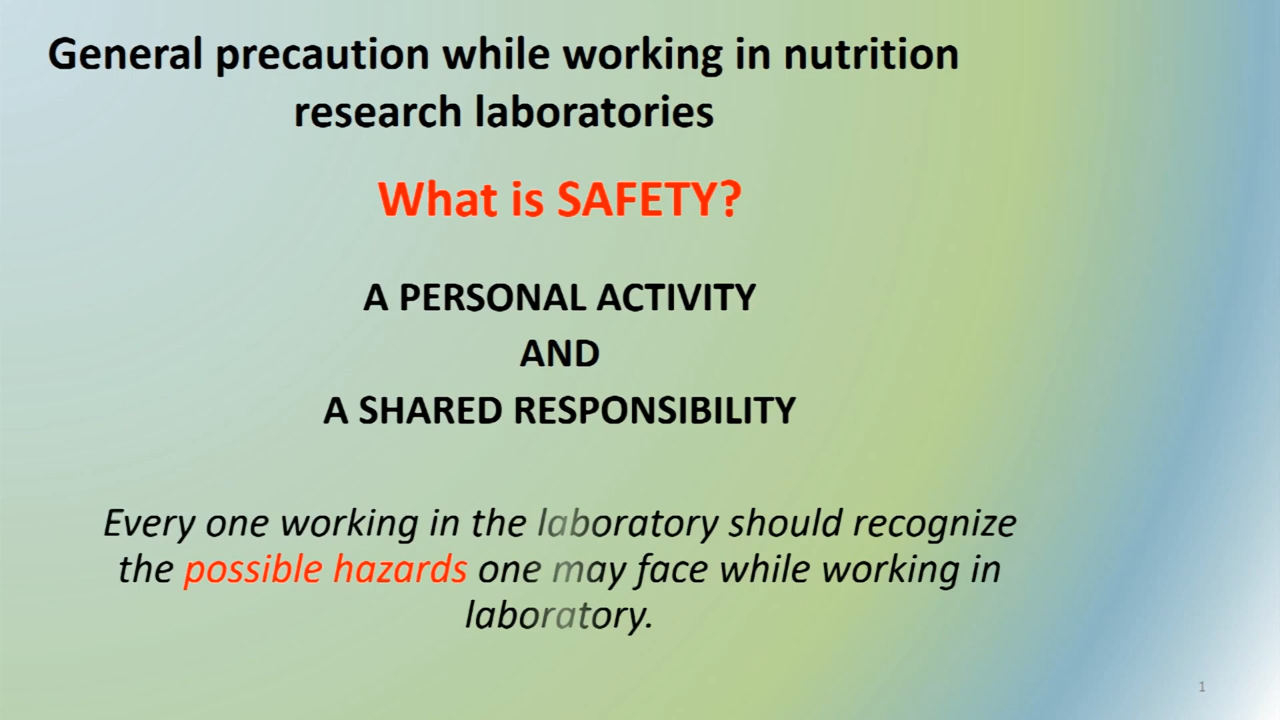 General precaution while working in nutrition
research laboratories
What is SAFETY?
A PERSONAL ACTIVITY
AND
A SHARED RESPONSIBILITY
Every one working in the laboratory should recognize
the possible hazards one may face while working in
laboratory.
1